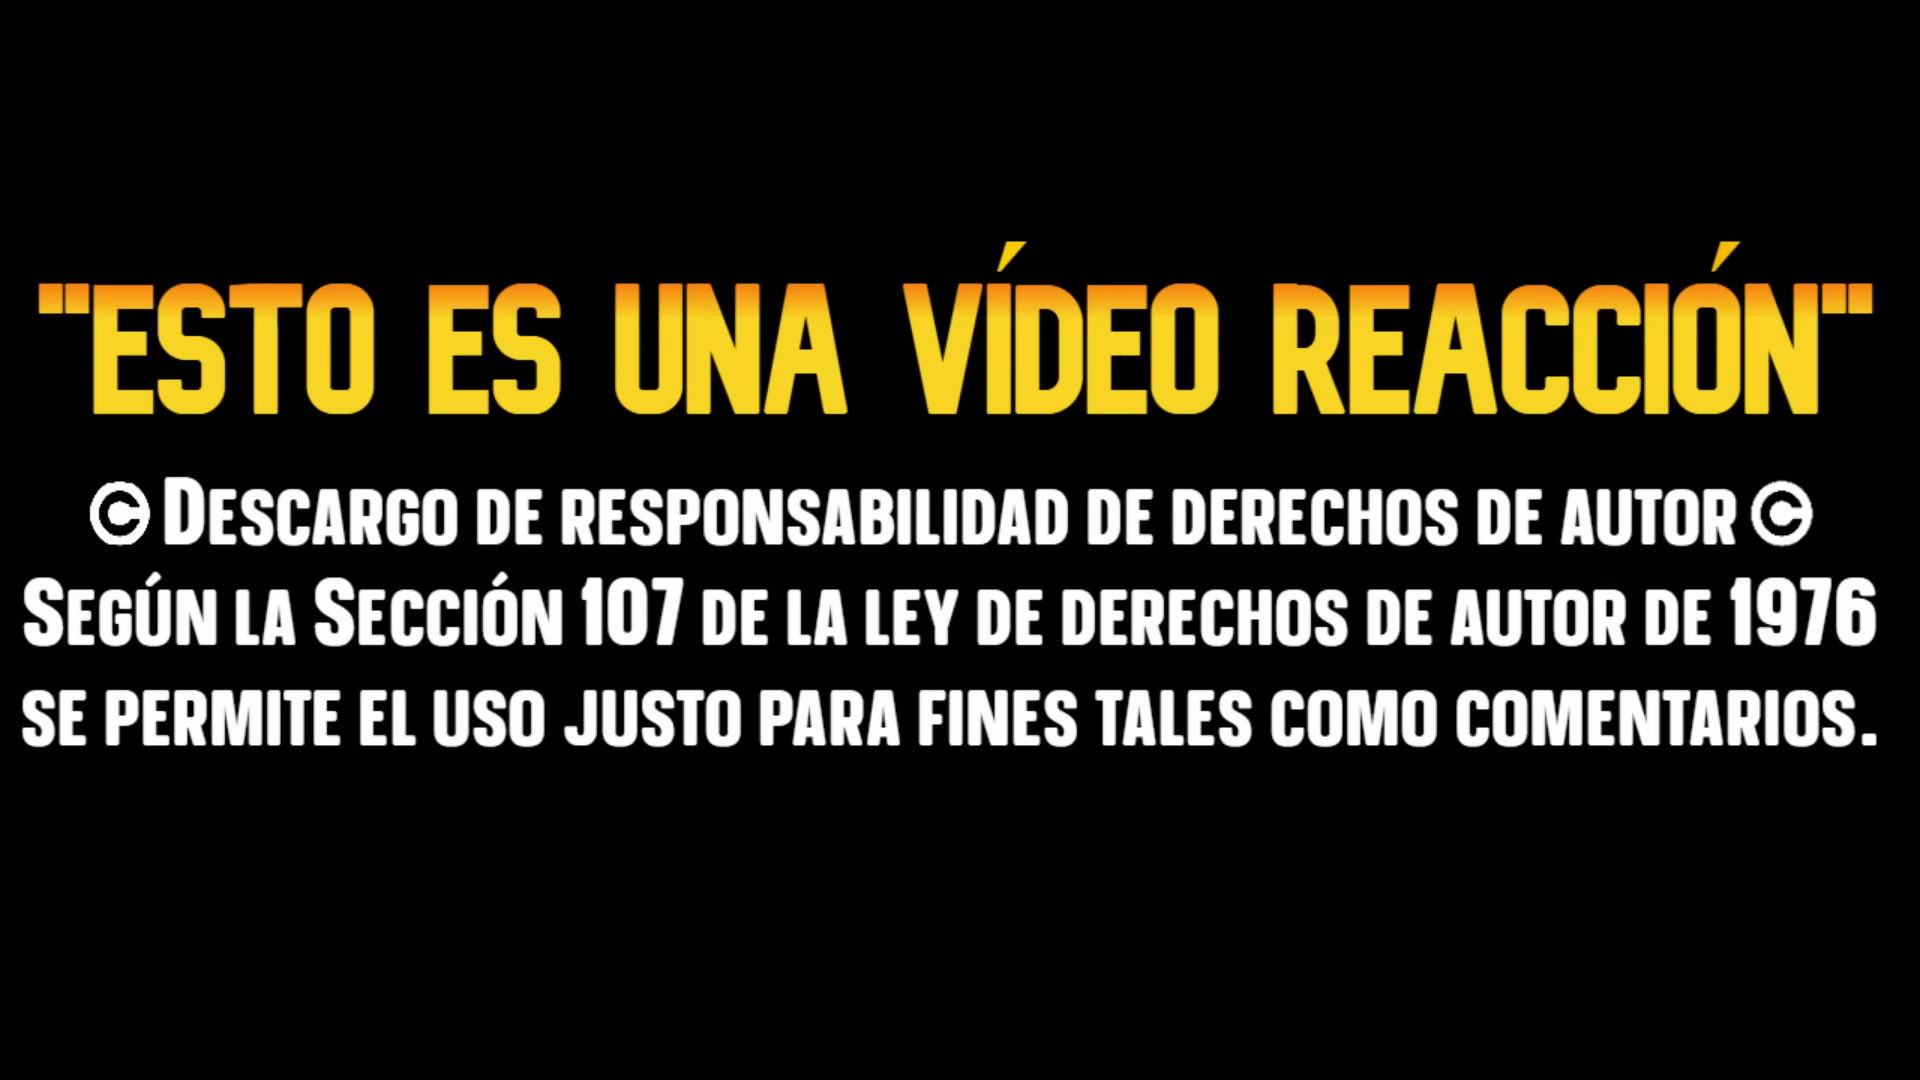 "ESTO ES UNA VÍDEO REACCIÓN"
© DESCARGO DE RESPONSABILIDAD DE DERECHOS DE AUTOR ©
SEGÚN LA SECCIÓN 107 DE LA LEY DE DERECHOS DE AUTOR DE 1976
SE PERMITE EL USO JUSTO PARA FINES TALES COMO COMENTARIOS.